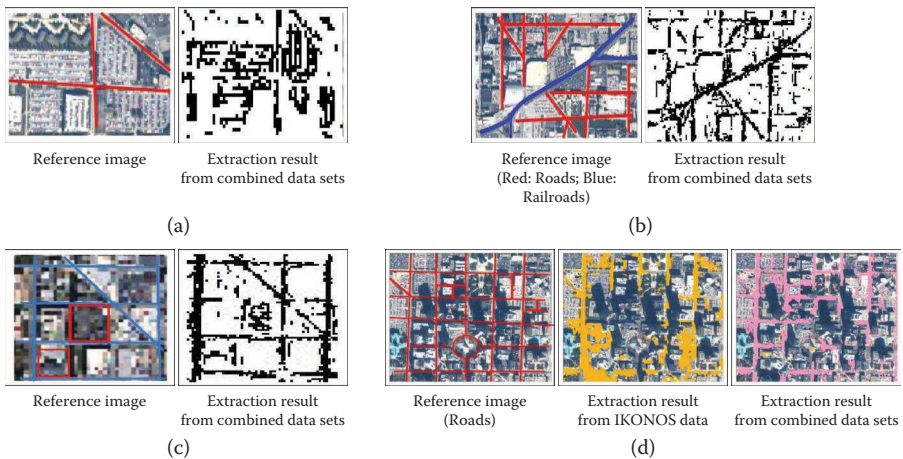 Reference image
Extraction result
from combined data sets
(a)
Reference image
(Red: Roads; Blue:
Railroads)
Extraction result
from combined data sets
(b)
Reference image
Extraction result
from combined data sets
(c)
Reference image
(Roads)
Extraction result
from IKONOS data
Extraction result
from combined data sets
(d)